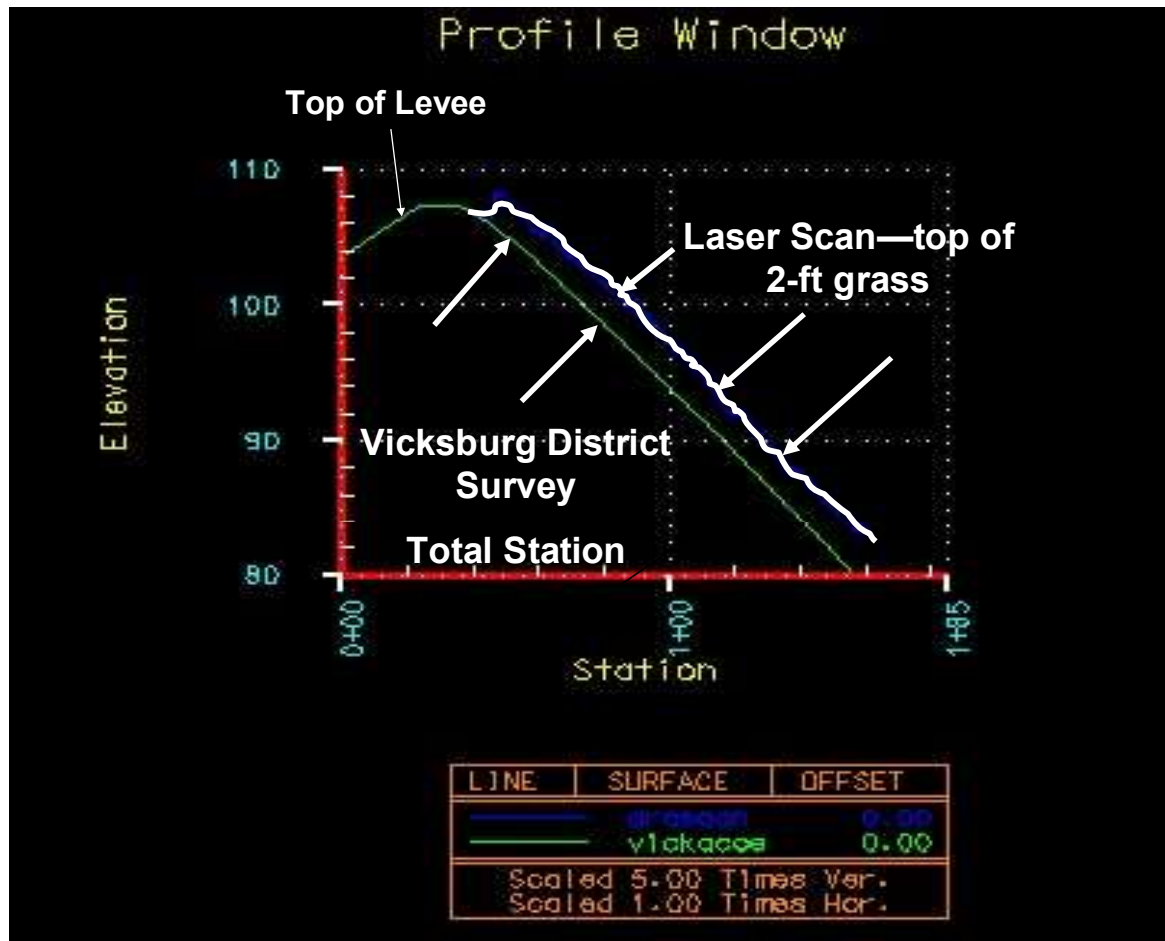 Profile Window
Top of Levee
110
Laser Scan—top of
2-ft grass
100
Elevation
90
Vicksburg District
Survey
Total Station
80
0+00
1+00
1+85
Station
LINE SURFACE OFFSET
0.00
0.00
Scaled 5.00 Times Ver.
Scaled 1.00 Times Hor.